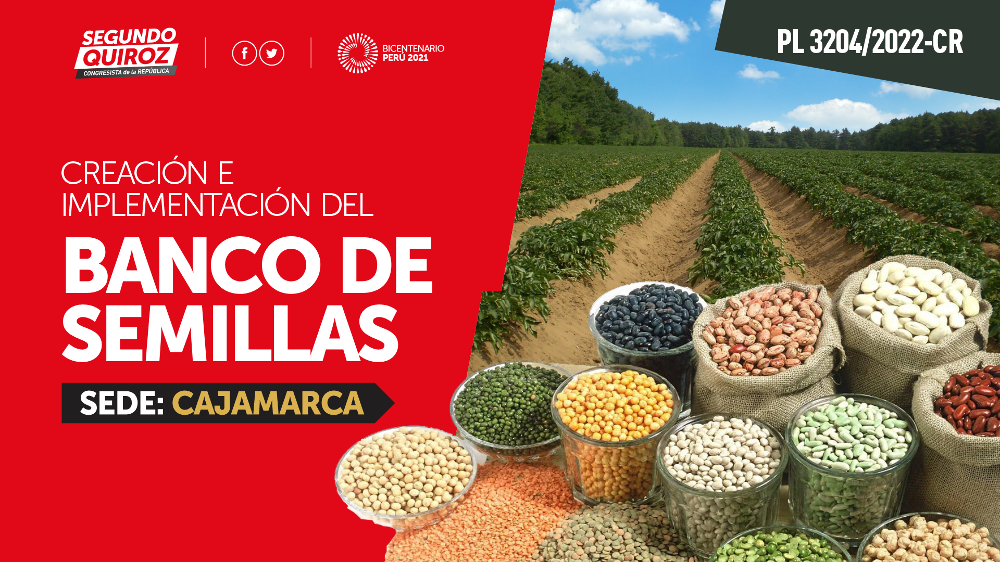 SEGUNDO
QUIROZ
CONGRESISTA de la REPÚBLICA
BICENTENARIO
PERÚ 2021
PL 3204/2022-CR
CREACIÓN E
IMPLEMENTACIÓN DEL
BANCO DE
SEMILLAS
SEDE: CAJAMARCA